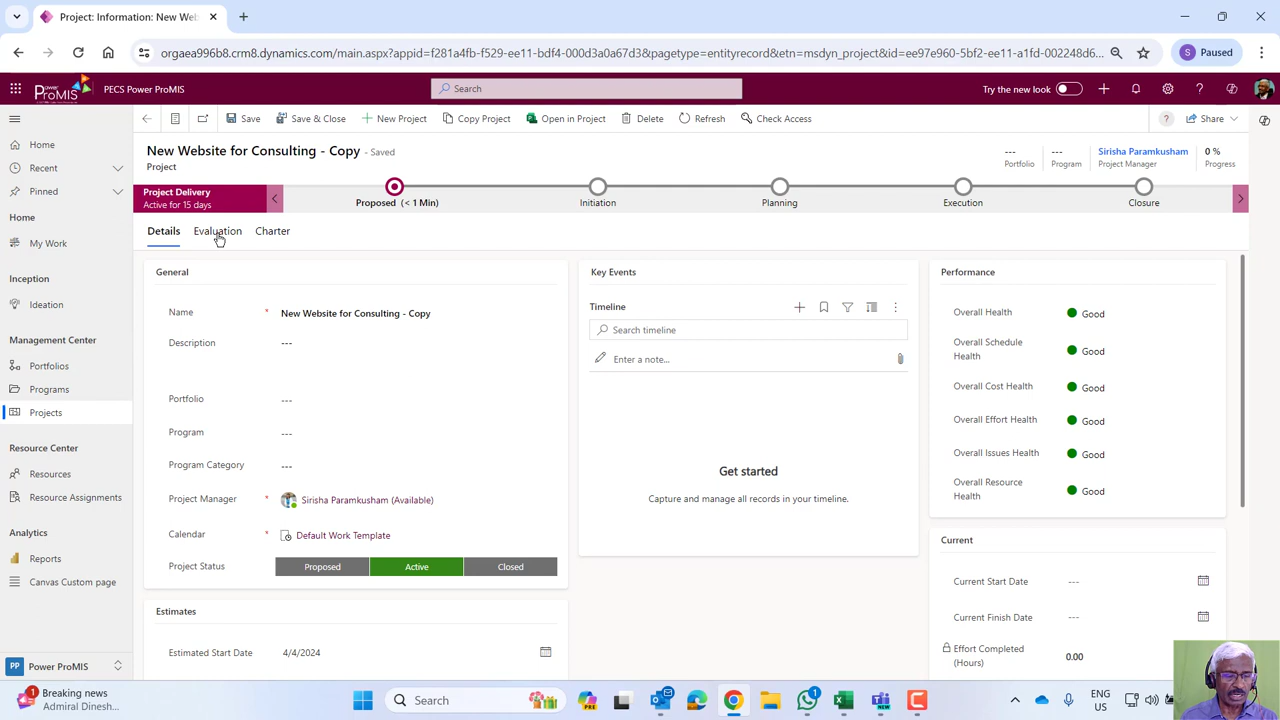 Project: Information: New Web
orgaea996b8.crm8.dynamics.com/main.aspx?appid=f281a4fb-f529-ee11-bdf4-000d3a0a67d3&pagetype=entityrecord&etn=msdyn_project&id=ee97e960-5bf2-ee11-a1fd-002248d6...
S Paused
Power ProMIS
PECS Power ProMIS
Search
Try the new look
Save
Save & Close
New Project
Copy Project
Open in Project
Delete
Refresh
Check Access
Share
Home
Recent
Pinned
Home
My Work
Inception
Ideation
Management Center
Portfolios
Programs
Projects
Resource Center
Resources
Resource Assignments
Analytics
Reports
Canvas Custom page
PP Power ProMIS
New Website for Consulting - Copy - Saved
Project
--- Portfolio
--- Program
Sirisha Paramkusham
Project Manager
0 %
Progress
Project Delivery
Active for 15 days
Proposed (< 1 Min)
Initiation
Planning
Execution
Closure
Details
Evaluation
Charter
General
Name * New Website for Consulting - Copy
Description ---
Portfolio ---
Program ---
Program Category ---
Project Manager * Sirisha Paramkusham (Available)
Calendar * Default Work Template
Project Status Proposed Active Closed
Estimates
Estimated Start Date 4/4/2024
Key Events
Timeline
Search timeline
Enter a note...
Get started
Capture and manage all records in your timeline.
Performance
Overall Health Good
Overall Schedule Health Good
Overall Cost Health Good
Overall Effort Health Good
Overall Issues Health Good
Overall Resource Health Good
Current
Current Start Date ---
Current Finish Date ---
Effort Completed (Hours) 0.00
1
Breaking news
Admiral Dinesh...
Search
1
ENG
US